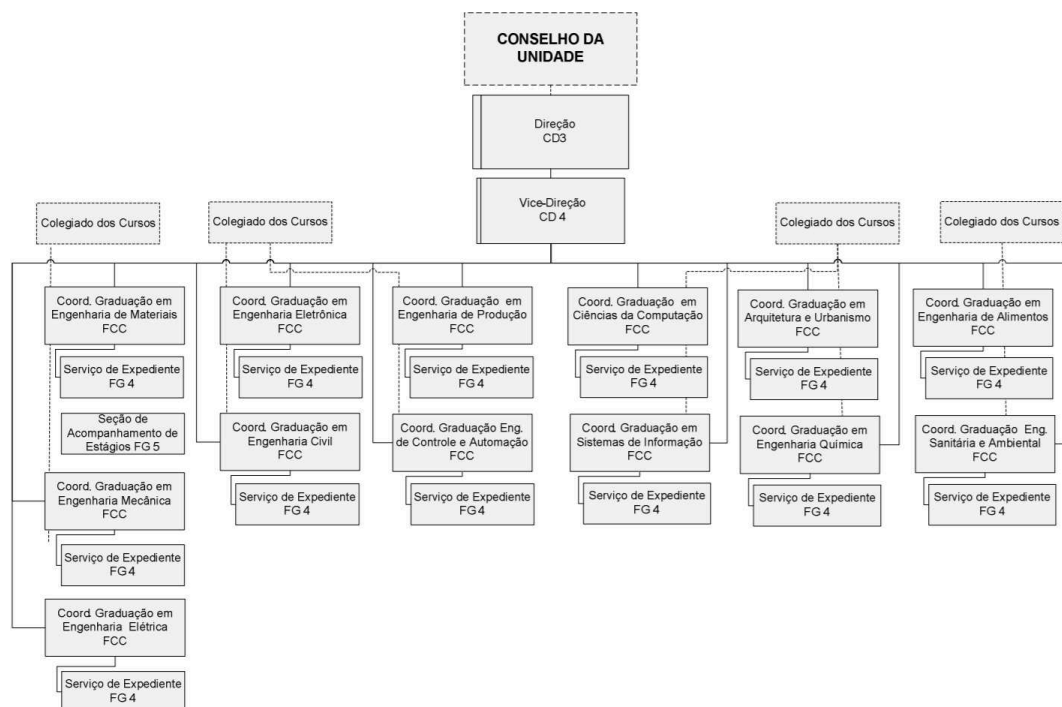 CONSELHO DA
UNIDADE
Direção
CD3
Vice-Direção
CD 4
Colegiado dos Cursos
Colegiado dos Cursos
Colegiado dos Cursos
Colegiado dos Cursos
Coord. Graduação em
Engenharia de Materais
FCC
Serviço de Expediente
FG 4
Seção de
Acompanhamento de
Estágios FG 5
Coord. Graduação em
Engenharia Mecânica
FCC
Serviço de Expediente
FG 4
Coord. Graduação em
Engenharia Elétrica
FCC
Serviço de Expediente
FG 4
Coord. Graduação em
Engenharia Eletrônica
FCC
Serviço de Expediente
FG 4
Coord. Graduação em
Engenharia Civil
FCC
Serviço de Expediente
FG 4
Coord. Graduação em
Engenharia de Produção
FCC
Serviço de Expediente
FG 4
Coord. Graduação Eng.
de Controle e Automação
FCC
Serviço de Expediente
FG 4
Coord. Graduação em
Ciências da Computação
FCC
Serviço de Expediente
FG 4
Coord. Graduação em
Sistemas de Informação
FCC
Serviço de Expediente
FG 4
Coord. Graduação em
Arquitetura e Urbanismo
FCC
Serviço de Expediente
FG 4
Coord. Graduação em
Engenharia Química
FCC
Serviço de Expediente
FG 4
Coord. Graduação em
Engenharia de Alimentos
FCC
Serviço de Expediente
FG 4
Coord. Graduação Eng.
Sanitária e Ambiental
FCC
Serviço de Expediente
FG 4